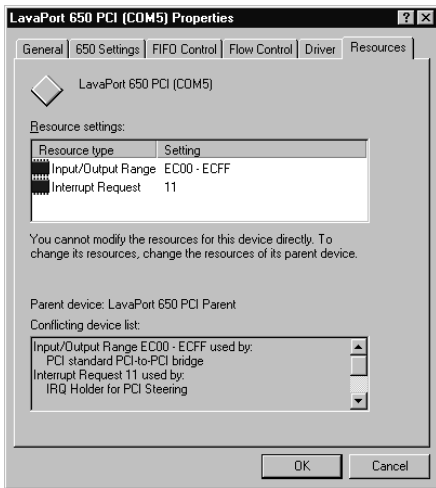 LavaPort 650 PCI (COM5) Properties
General
650 Settings
FIFO Control
Flow Control
Driver
Resources
LavaPort 650 PCI (COM5)
Resource settings:
Resource type Setting
Input/Output Range EC00 - ECFF
Interrupt Request 11
You cannot modify the resources for this device directly. To
change its resources, change the resources of its parent device.
Parent device: LavaPort 650 PCI Parent
Conflicting device list:
Input/Output Range EC00 - ECFF used by:
PCI standard PCI-to-PCI bridge
Interrupt Request 11 used by:
IRQ Holder for PCI Steering
OK
Cancel